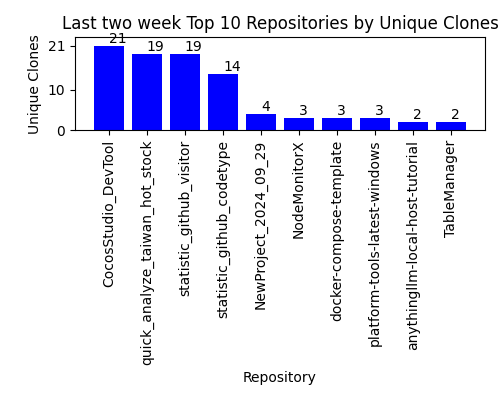 Last two week Top 10 Repositories by Unique Clones
Unique Clones
21
10
0
21
19
19
14
4
3
3
3
2
2
CocosStudio_DevTool
quick_analyze_taiwan_hot_stock
statistic_github_visitor
statistic_github_codetype
NewProject_2024_09_29
NodeMonitorX
docker-compose-template
platform-tools-latest-windows
anythingllm-local-host-tutorial
TableManager
Repository